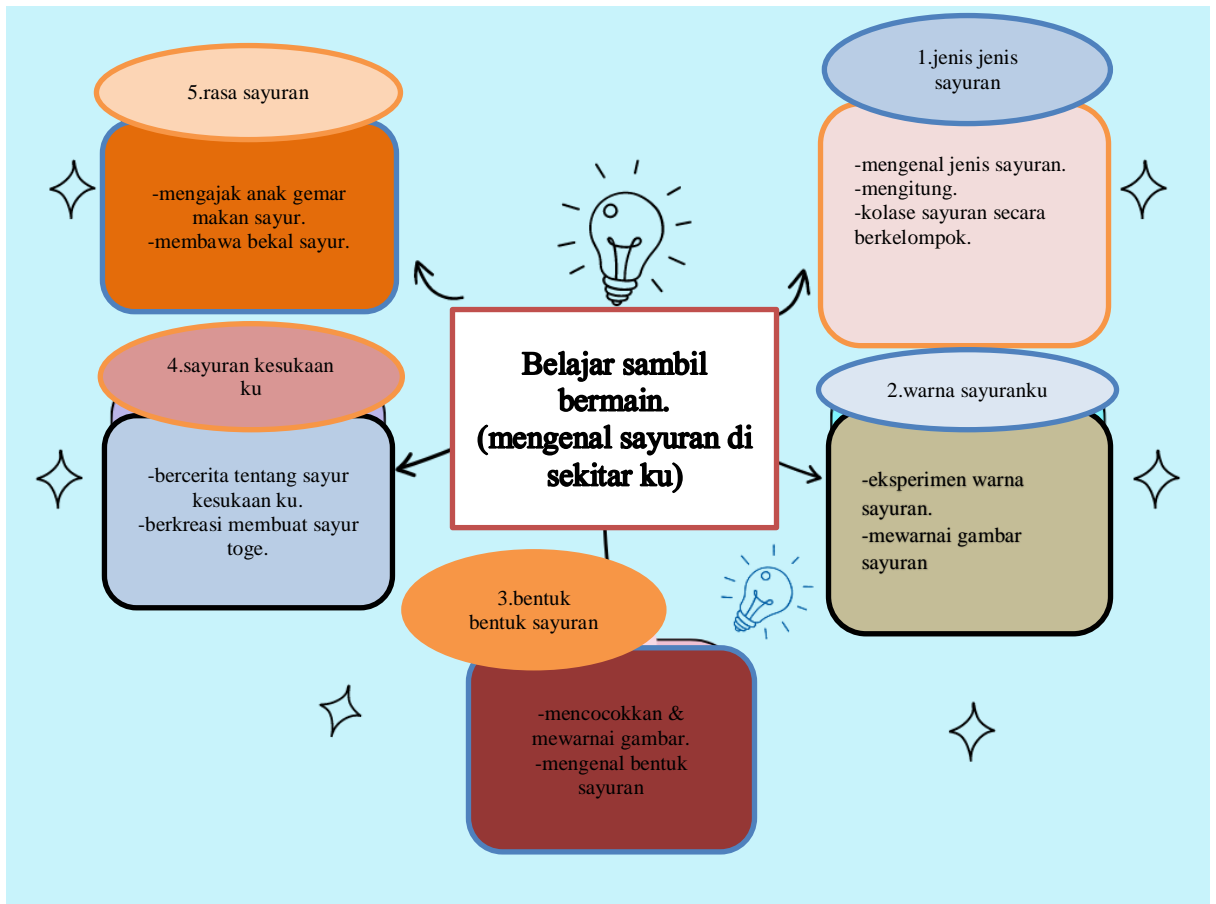 Belajar sambil
bermain.
(mengenal sayuran di
sekitar ku)
1.jenis jenis
sayuran
-mengenal jenis sayuran.
-mengitung.
-kolase sayuran secara
berkelompok.
2.warna sayuranku
-eksperimen warna
sayuran.
-mewarnai gambar
sayuran
3.bentuk
bentuk sayuran
-mencocokkan &
mewarnai gambar.
-mengenal bentuk
sayuran
4.sayuran kesukaan
ku
-bercerita tentang sayur
kesukaan ku.
-berkreasi membuat sayur
toge.
5.rasa sayuran
-mengajak anak gemar
makan sayur.
-membawa bekal sayur.